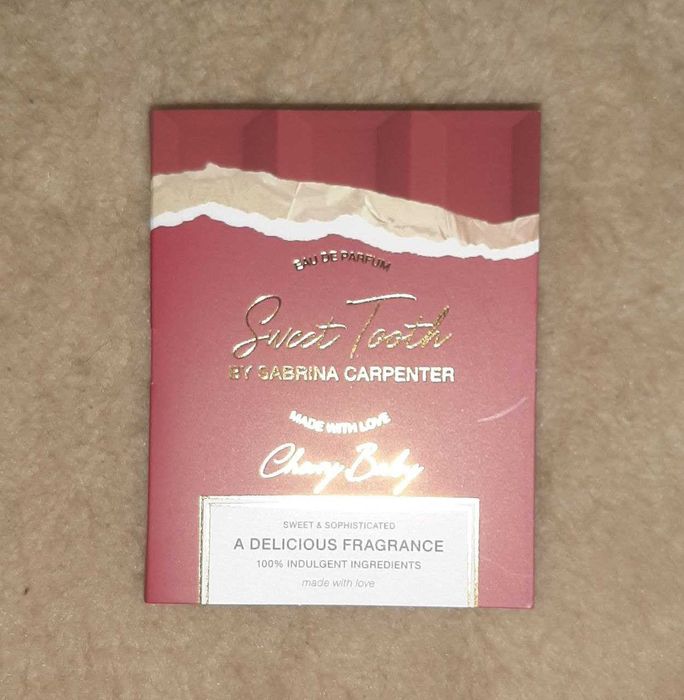 EAU DE PARFUM
Sweet Tooth
BY SABRINA CARPENTER
MADE WITH LOVE
Cherry Baby
SWEET & SOPHISTICATED
A DELICIOUS FRAGRANCE
100% INDULGENT INGREDIENTS
made with love